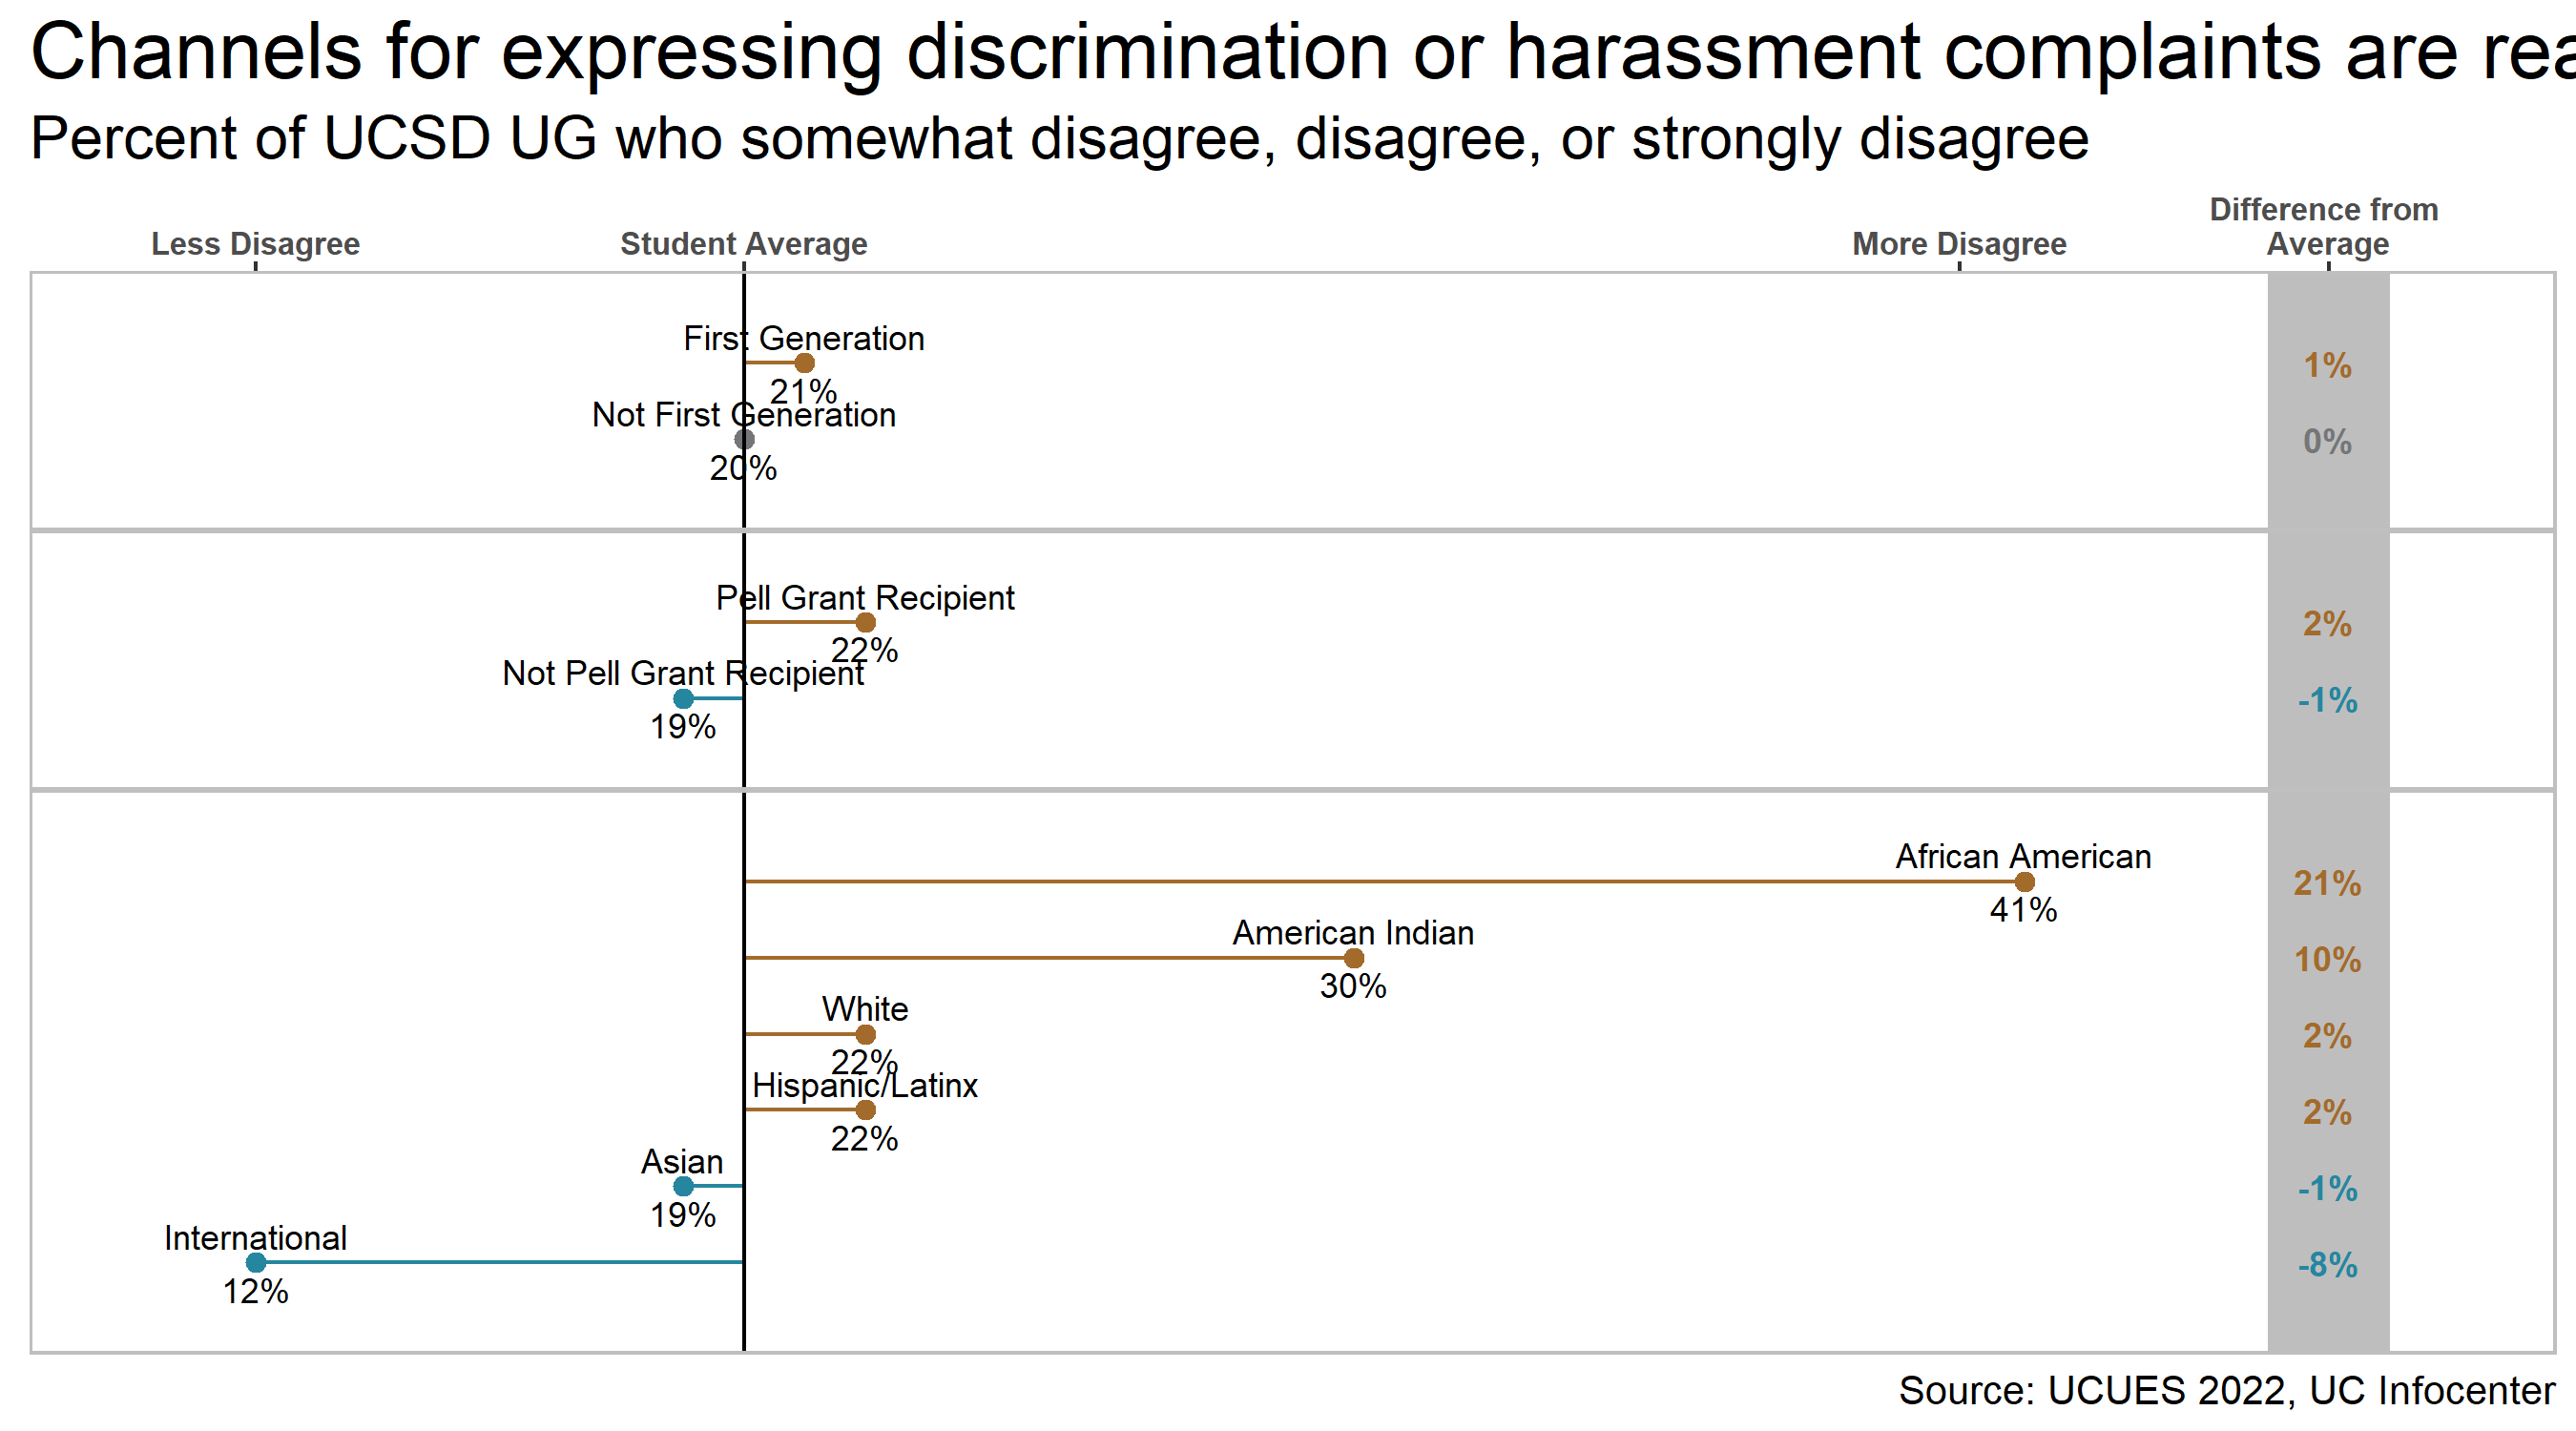 Channels for expressing discrimination or harassment complaints are rea
Percent of UCSD UG who somewhat disagree, disagree, or strongly disagree
Less Disagree
Student Average
More Disagree
Difference from
Average
First Generation
21%
1%
Not First Generation
20%
0%
Pell Grant Recipient
22%
2%
Not Pell Grant Recipient
19%
-1%
African American
41%
21%
American Indian
30%
10%
White
22%
2%
Hispanic/Latinx
22%
2%
Asian
19%
-1%
International
12%
-8%
Source: UCUES 2022, UC Infocenter